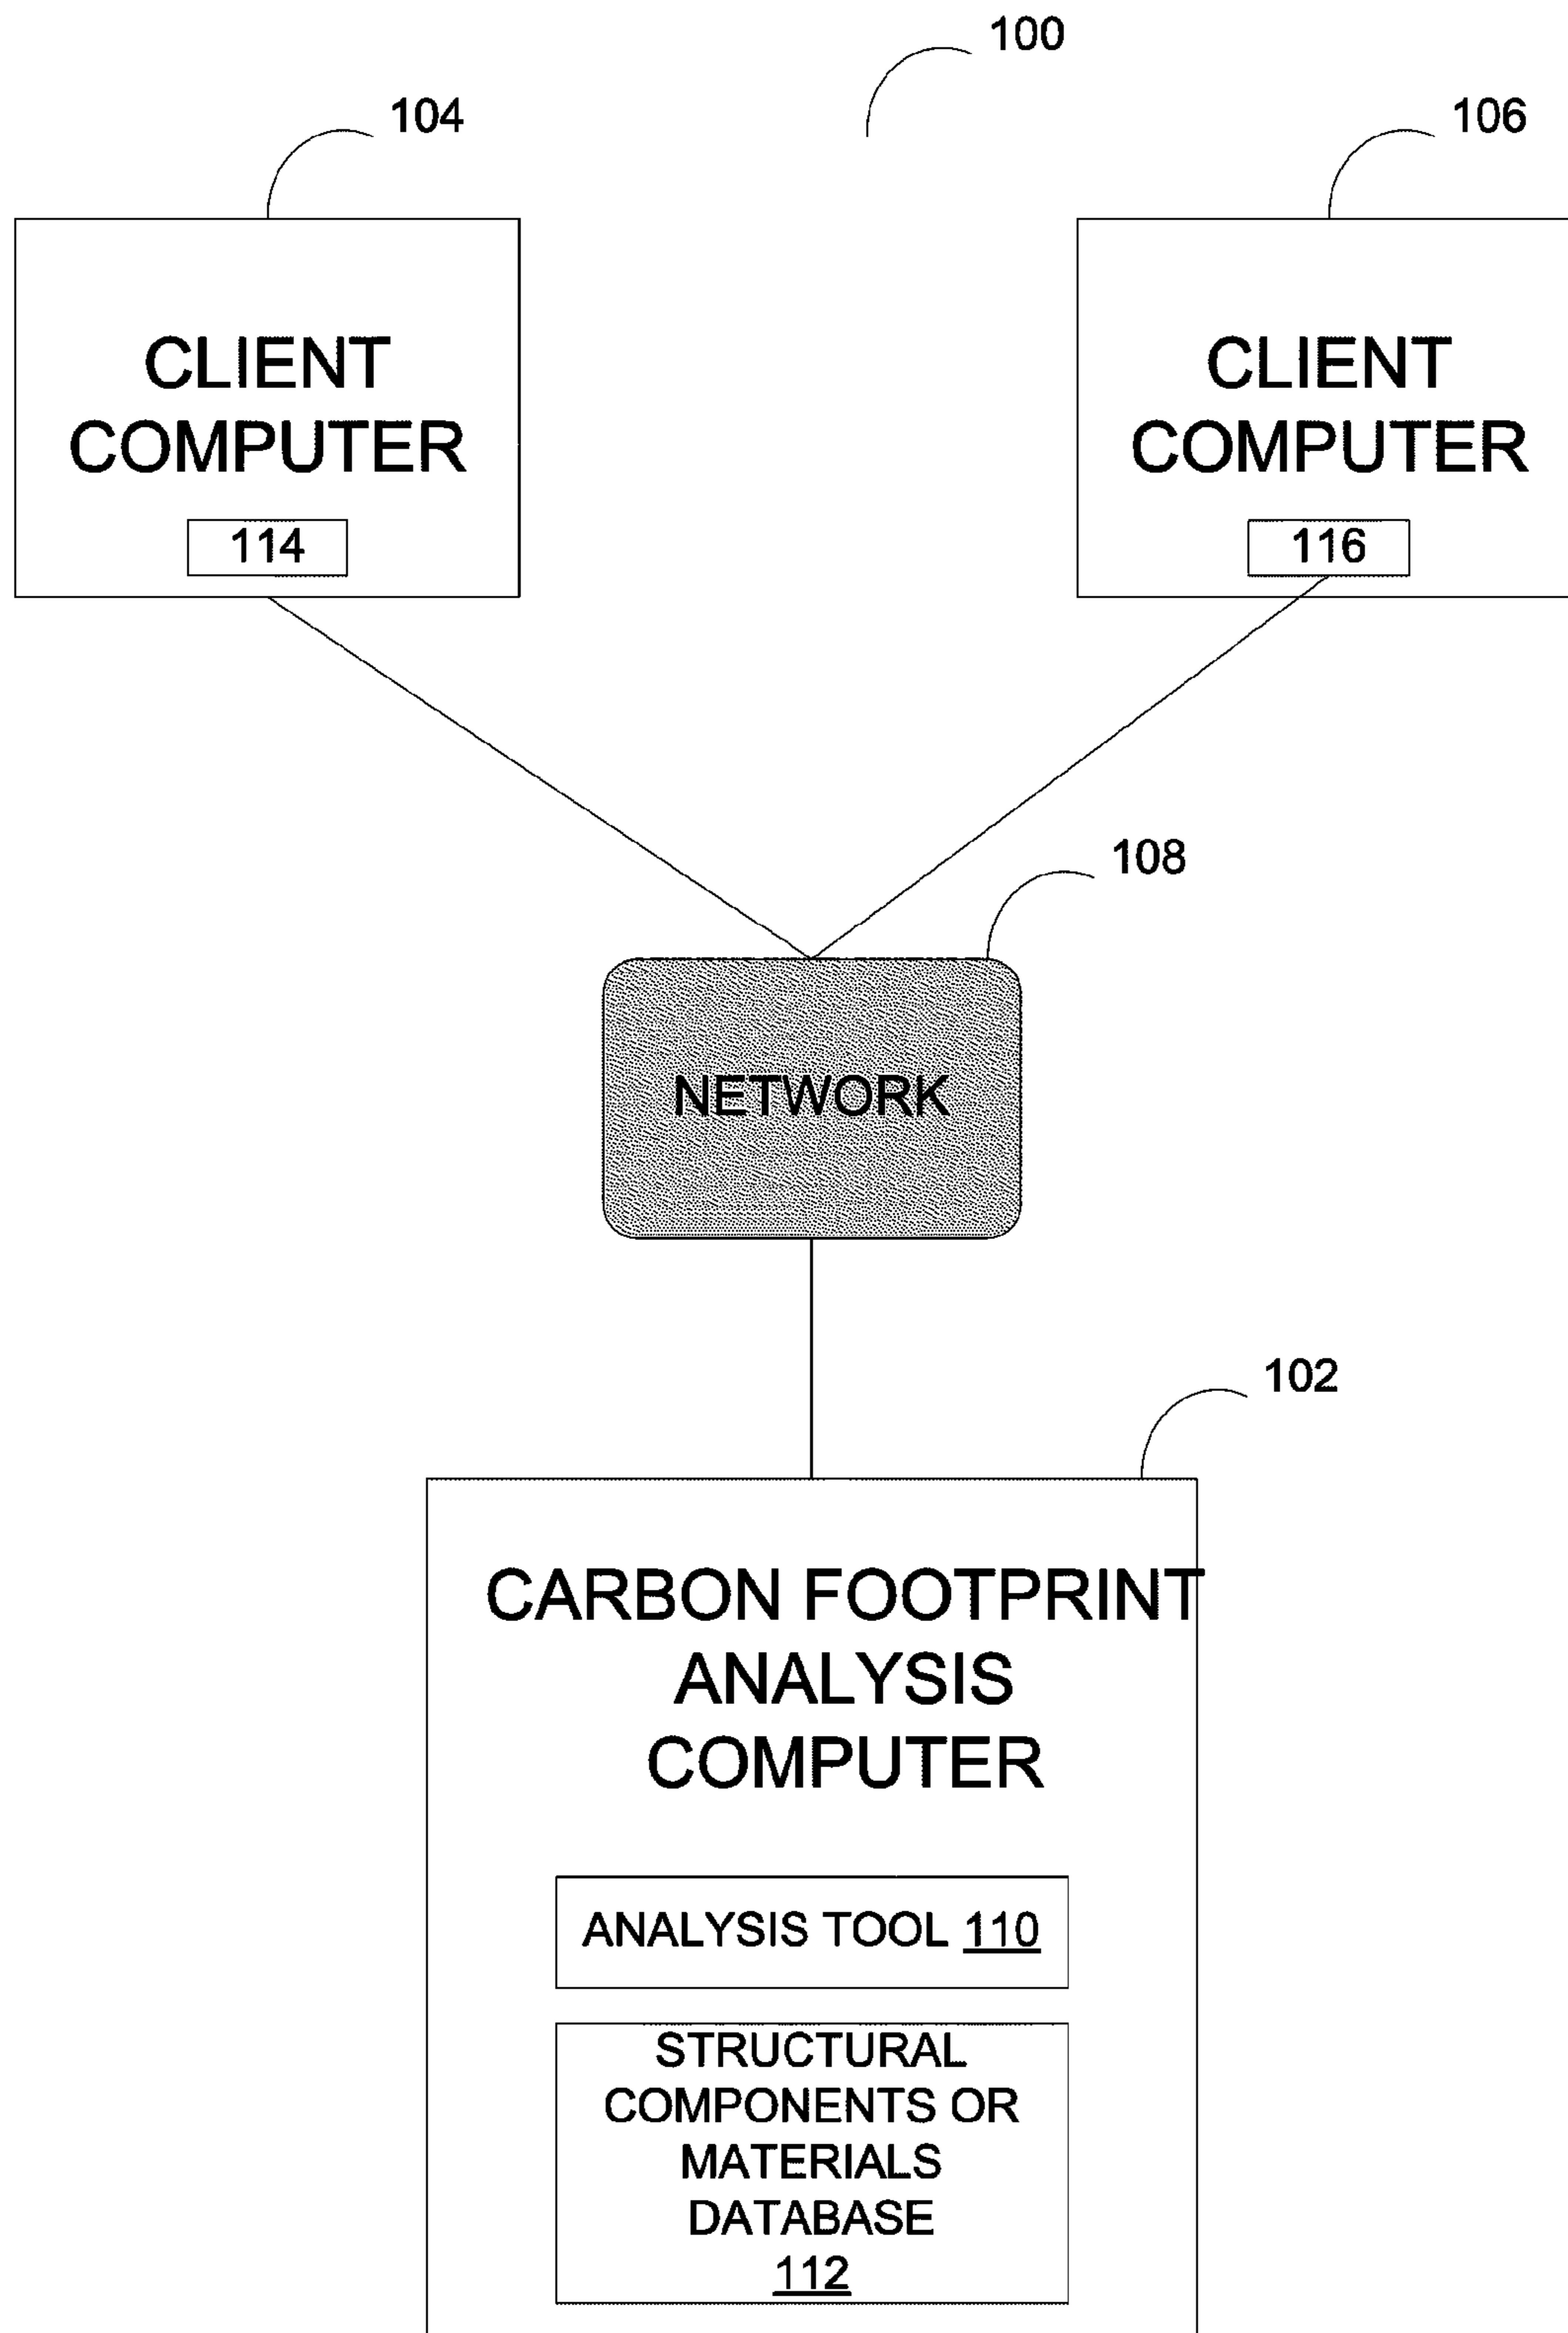 100
104
106
CLIENT
COMPUTER
114
CLIENT
COMPUTER
116
108
NETWORK
102
CARBON FOOTPRINT
ANALYSIS
COMPUTER
ANALYSIS TOOL 110
STRUCTURAL
COMPONENTS OR
MATERIALS
DATABASE
112